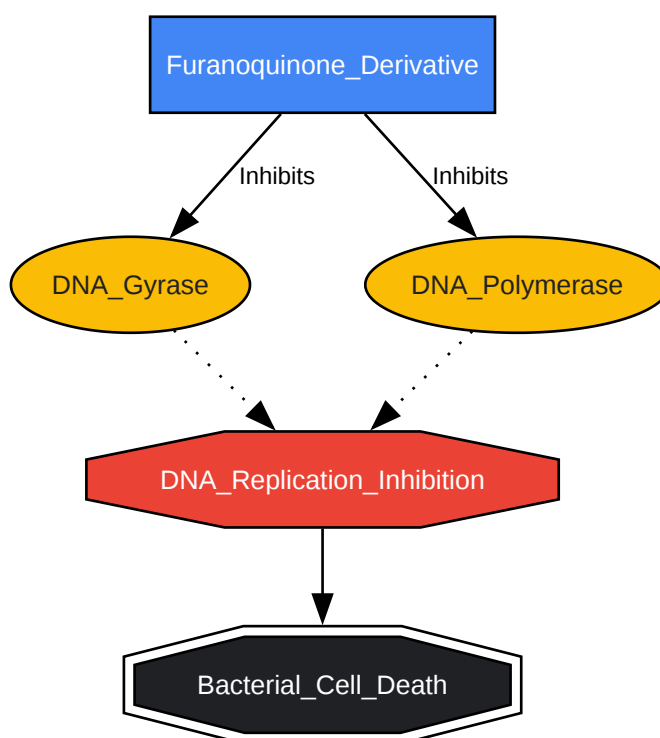 Furanoquinone_Derivative
Inhibits
Inhibits
DNA_Gyrase
DNA_Polymerase
DNA_Replication_Inhibition
Bacterial_Cell_Death